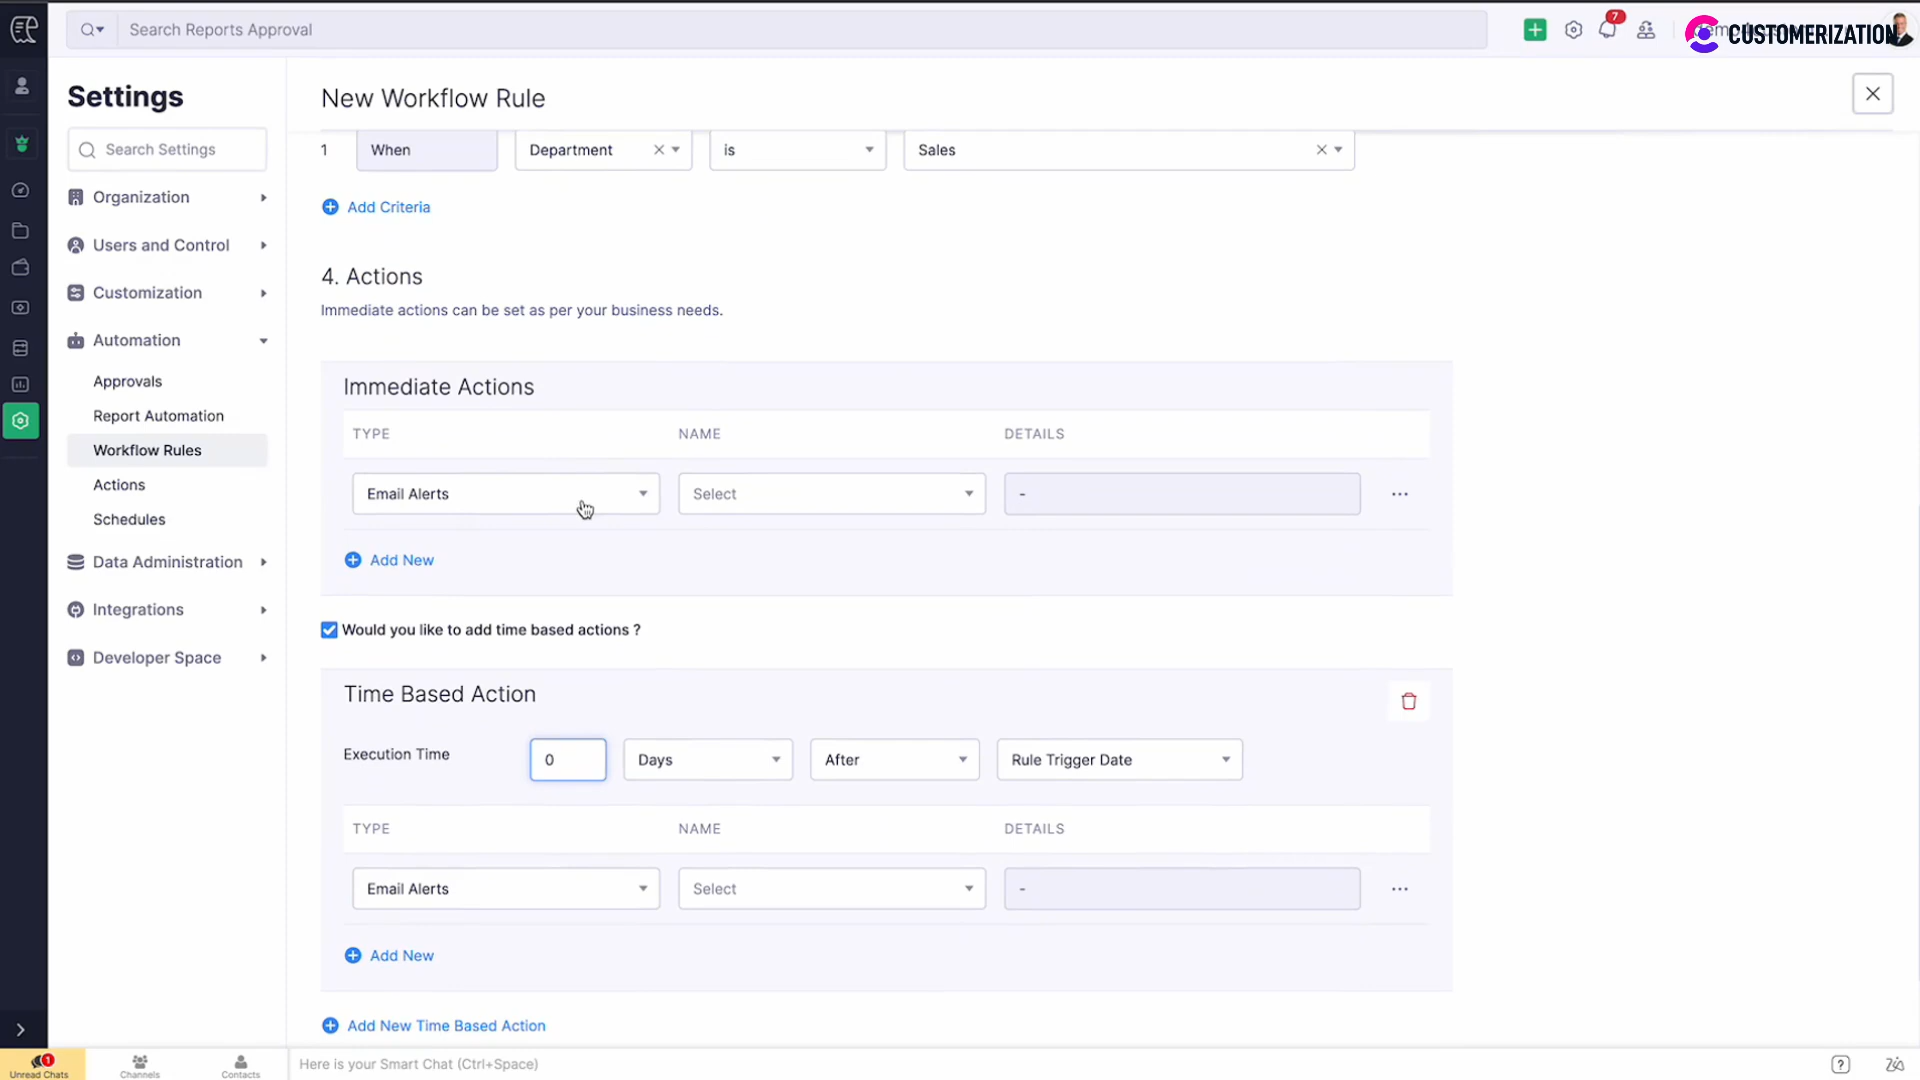 Search Reports Approval
7
CUSTOMERIZATION
Settings
New Workflow Rule
Search Settings
1 When Department is Sales
Organization
Add Criteria
Users and Control
4. Actions
Customization
Immediate actions can be set as per your business needs.
Automation
Approvals
Immediate Actions
Report Automation
TYPE NAME DETAILS
Workflow Rules
Actions
Email Alerts Select -
Schedules
Data Administration
Add New
Integrations
Would you like to add time based actions ?
Developer Space
Time Based Action
Execution Time 0 Days After Rule Trigger Date
TYPE NAME DETAILS
Email Alerts Select -
Add New
Add New Time Based Action
1
Unread Chats Channels Contacts
Here is your Smart Chat (Ctrl+Space)
?